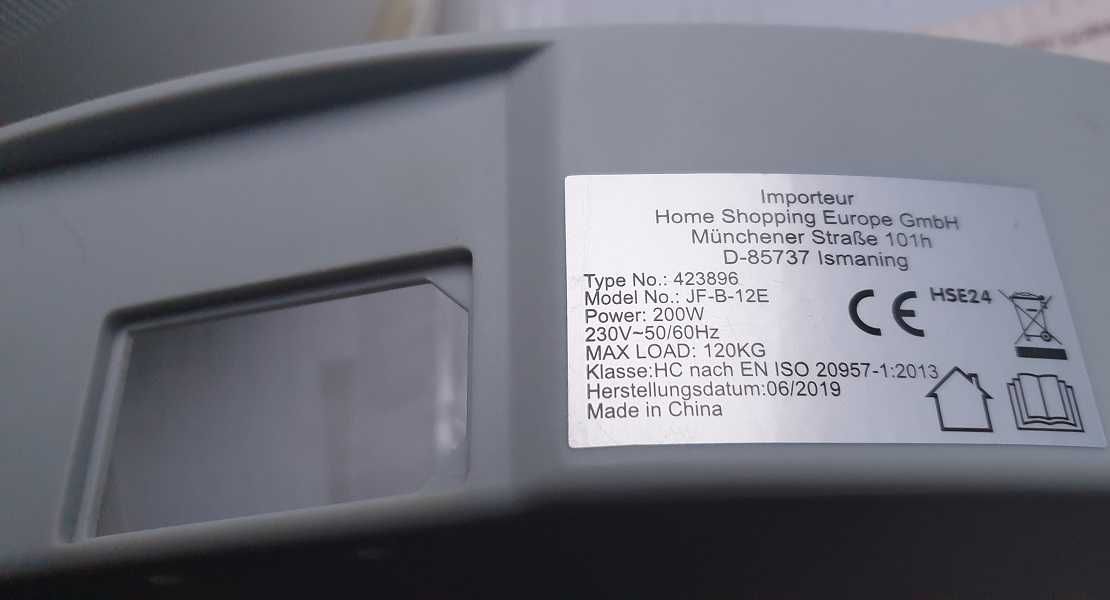 Importeur
Home Shopping Europe GmbH
Münchener Straße 101h
D-85737 Ismaning
Type No.: 423896
Model No.: JF-B-12E
Power: 200W
230V~50/60Hz
MAX LOAD: 120KG
Klasse:HC nach EN ISO 20957-1:2013
Herstellungsdatum:06/2019
Made in China
CE
HSE24